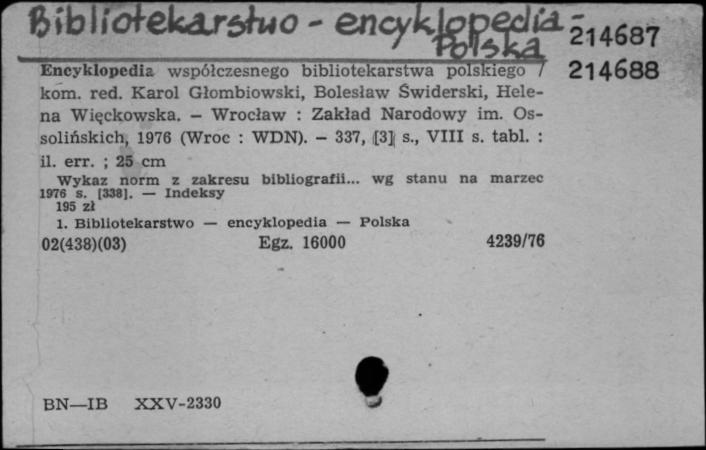 Bibliotekarstwo - encyklopedia -
Polska
214687
214688
Encyklopedia współczesnego bibliotekarstwa polskiego /
kom. red. Karol Głombiowski, Bolesław Świderski, Hele-
na Więckowska. – Wrocław : Zakład Narodowy im. Os-
solińskich, 1976 (Wroc : WDN). – 337, [3] s., VIII s. tabl. :
il. err. ; 25 cm
Wykaz norm z zakresu bibliografii... wg stanu na marzec
1976 s. [338]. — Indeksy
195 zł
1. Bibliotekarstwo — encyklopedia — Polska
02(438)(03) Egz. 16000 4239/76
BN—IB XXV-2330